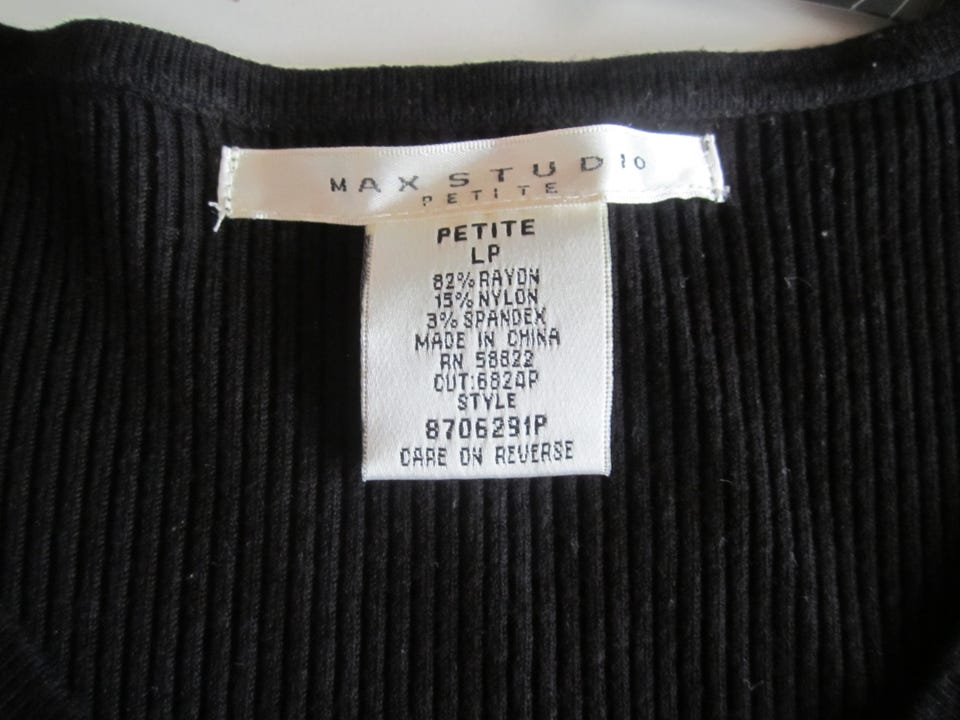 MAX STUDIO
PETITE
PETITE
LP
82% RAYON
15% NYLON
3% SPANDEX
MADE IN CHINA
RN 58822
CUT:6824P
STYLE
8706291P
CARE ON REVERSE